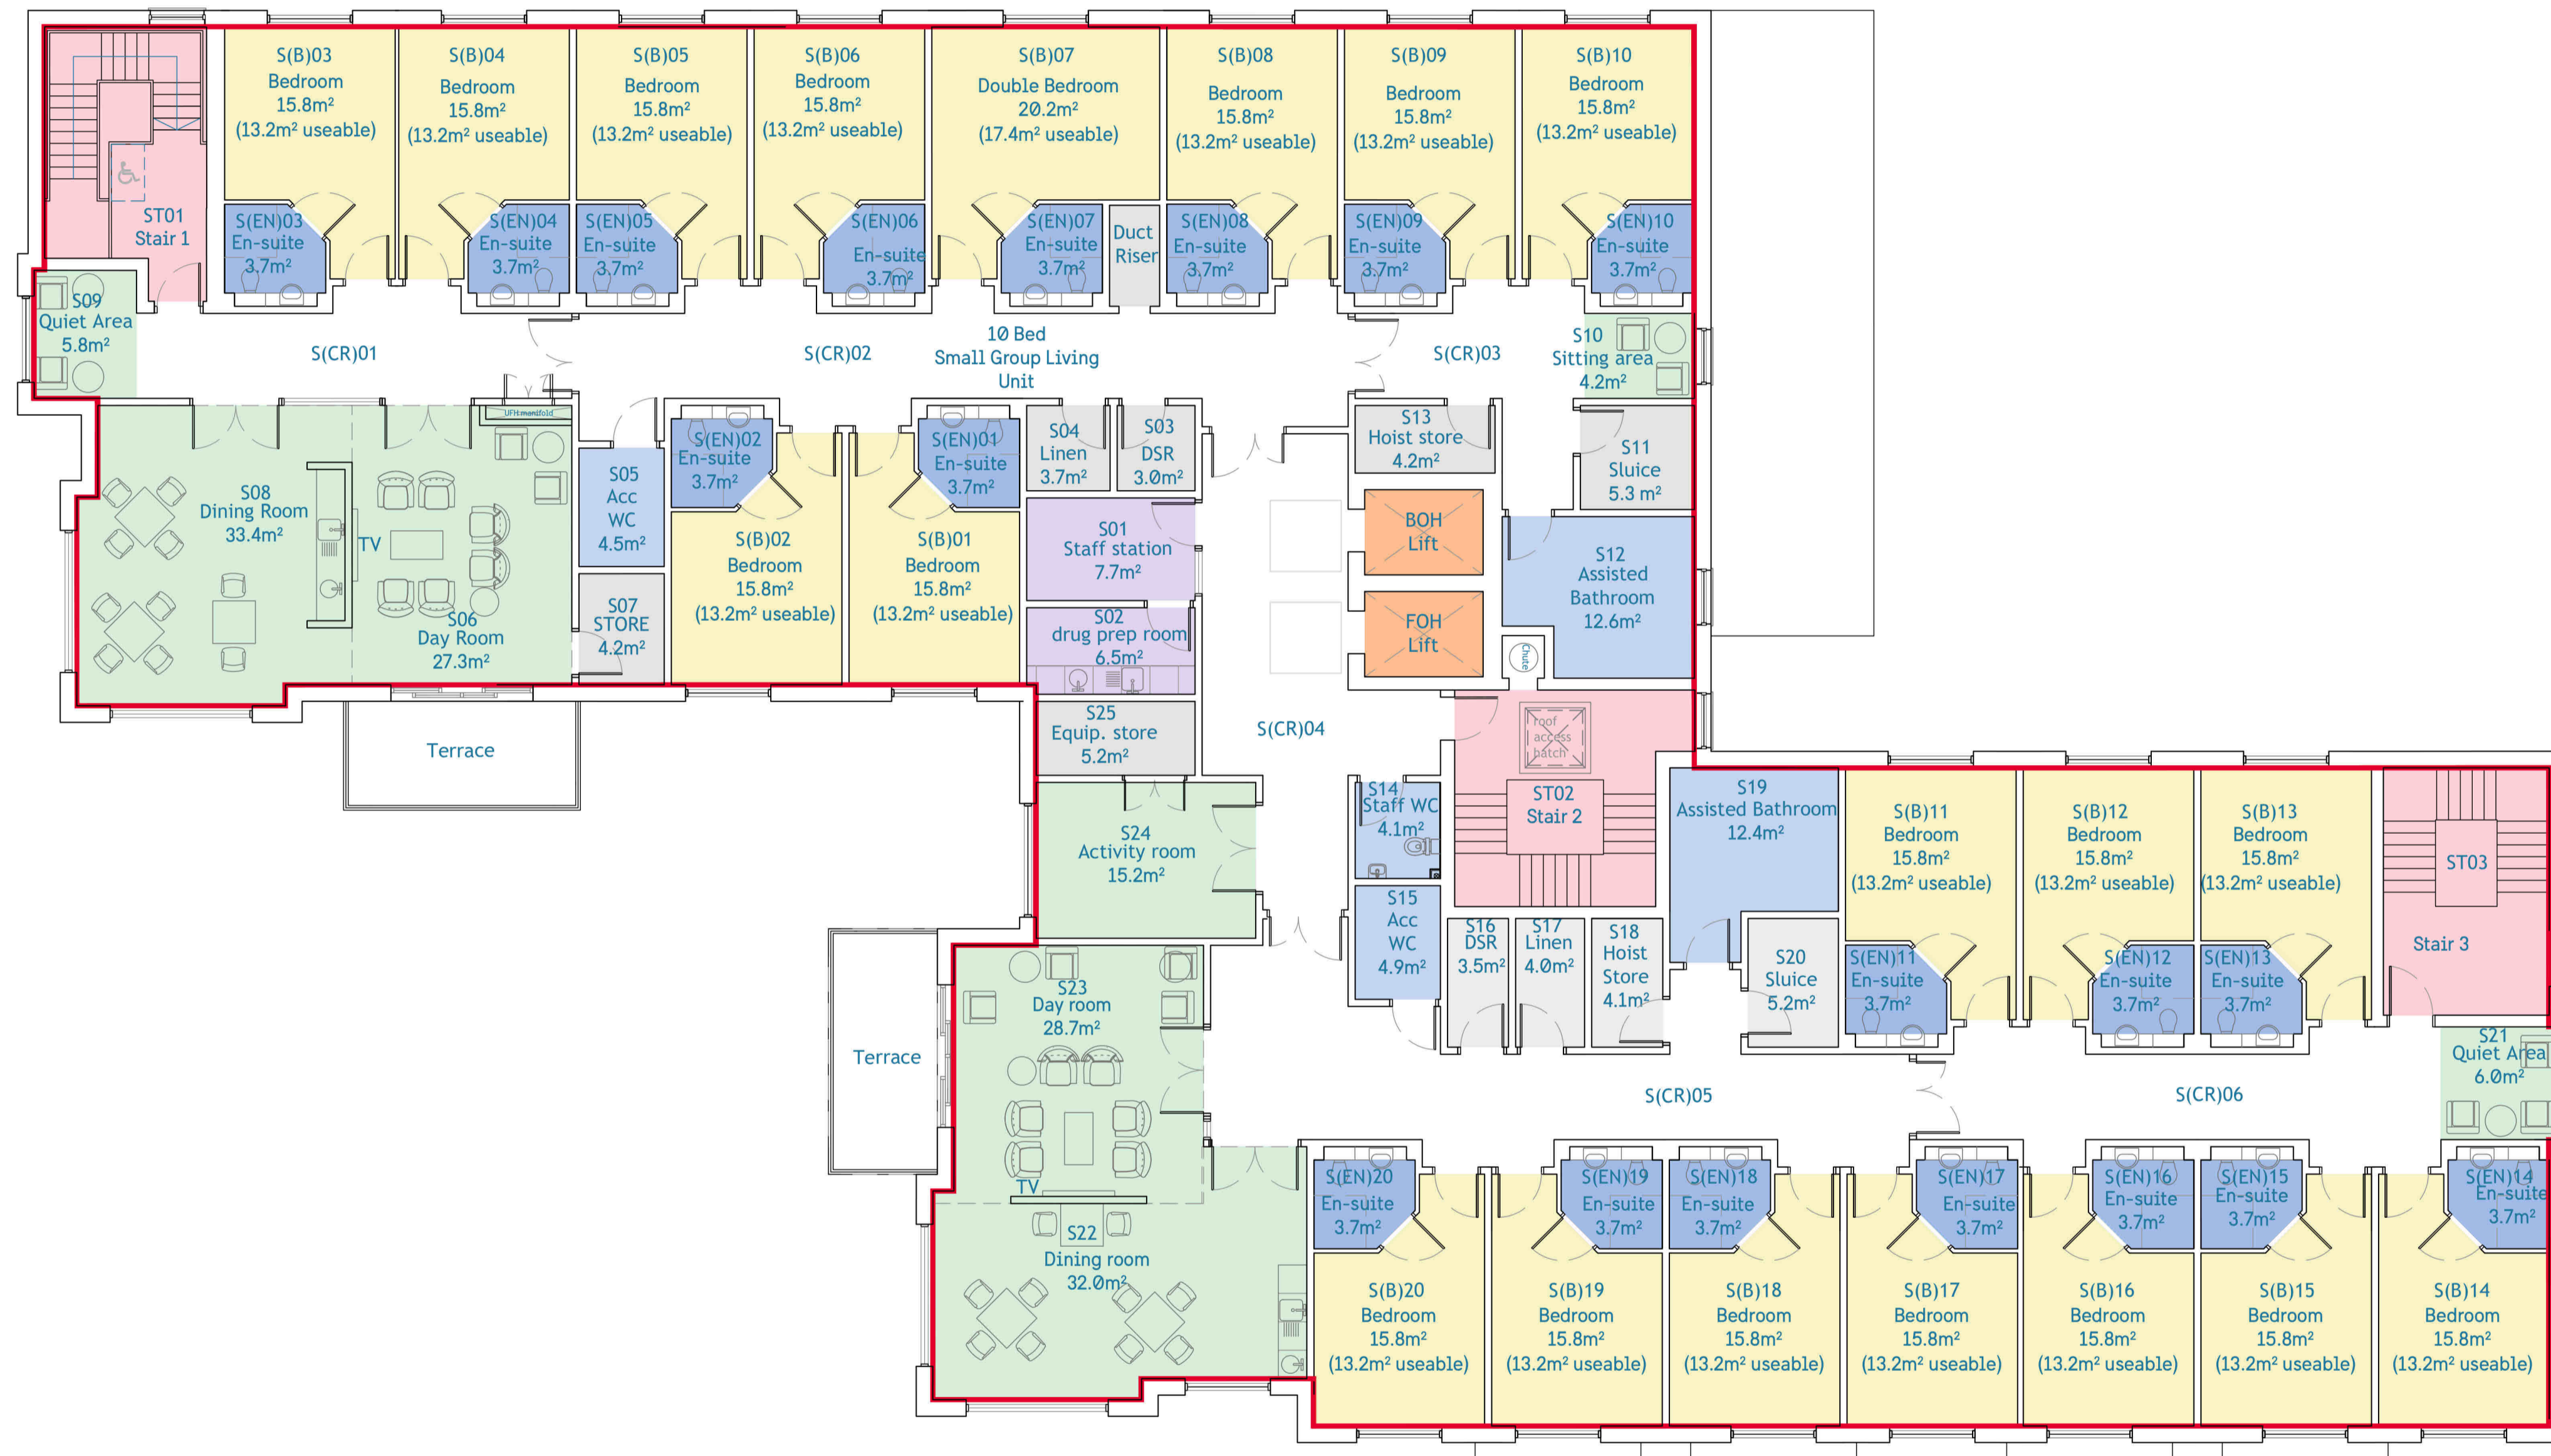 S(B)03
Bedroom
15.8m²
(13.2m² useable)
S(B)04
Bedroom
15.8m²
(13.2m² useable)
S(B)05
Bedroom
15.8m²
(13.2m² useable)
S(B)06
Bedroom
15.8m²
(13.2m² useable)
S(B)07
Double Bedroom
20.2m²
(17.4m² useable)
S(B)08
Bedroom
15.8m²
(13.2m² useable)
S(B)09
Bedroom
15.8m²
(13.2m² useable)
S(B)10
Bedroom
15.8m²
(13.2m² useable)
ST01
Stair 1
S(EN)03
En-suite
3.7m²
S(EN)04
En-suite
3.7m²
S(EN)05
En-suite
3.7m²
S(EN)06
En-suite
3.7m²
S(EN)07
En-suite
3.7m²
Duct
Riser
S(EN)08
En-suite
3.7m²
S(EN)09
En-suite
3.7m²
S(EN)10
En-suite
3.7m²
S09
Quiet Area
5.8m²
S(CR)01
S(CR)02
10 Bed
Small Group Living
Unit
S(CR)03
S10
Sitting area
4.2m²
UFH manifold
S08
Dining Room
33.4m²
TV
S06
Day Room
27.3m²
S05
Acc
WC
4.5m²
S07
STORE
4.2m²
S(EN)02
En-suite
3.7m²
S(B)02
Bedroom
15.8m²
(13.2m² useable)
S(EN)01
En-suite
3.7m²
S(B)01
Bedroom
15.8m²
(13.2m² useable)
S04
Linen
3.7m²
S03
DSR
3.0m²
S01
Staff station
7.7m²
S02
drug prep room
6.5m²
S25
Equip. store
5.2m²
S13
Hoist store
4.2m²
BOH
Lift
FOH
Lift
S11
Sluice
5.3 m²
S12
Assisted
Bathroom
12.6m²
Chute
Terrace
S(CR)04
roof
access
hatch
ST02
Stair 2
S24
Activity room
15.2m²
S14
Staff WC
4.1m²
S15
Acc
WC
4.9m²
S16
DSR
3.5m²
S17
Linen
4.0m²
S18
Hoist
Store
4.1m²
S19
Assisted Bathroom
12.4m²
S20
Sluice
5.2m²
S(B)11
Bedroom
15.8m²
(13.2m² useable)
S(B)12
Bedroom
15.8m²
(13.2m² useable)
S(B)13
Bedroom
15.8m²
(13.2m² useable)
ST03
Stair 3
S(EN)11
En-suite
3.7m²
S(EN)12
En-suite
3.7m²
S(EN)13
En-suite
3.7m²
S21
Quiet Area
6.0m²
Terrace
S23
Day room
28.7m²
TV
S22
Dining room
32.0m²
S(CR)05
S(CR)06
S(EN)20
En-suite
3.7m²
S(EN)19
En-suite
3.7m²
S(EN)18
En-suite
3.7m²
S(EN)17
En-suite
3.7m²
S(EN)16
En-suite
3.7m²
S(EN)15
En-suite
3.7m²
S(EN)14
En-suite
3.7m²
S(B)20
Bedroom
15.8m²
(13.2m² useable)
S(B)19
Bedroom
15.8m²
(13.2m² useable)
S(B)18
Bedroom
15.8m²
(13.2m² useable)
S(B)17
Bedroom
15.8m²
(13.2m² useable)
S(B)16
Bedroom
15.8m²
(13.2m² useable)
S(B)15
Bedroom
15.8m²
(13.2m² useable)
S(B)14
Bedroom
15.8m²
(13.2m² useable)